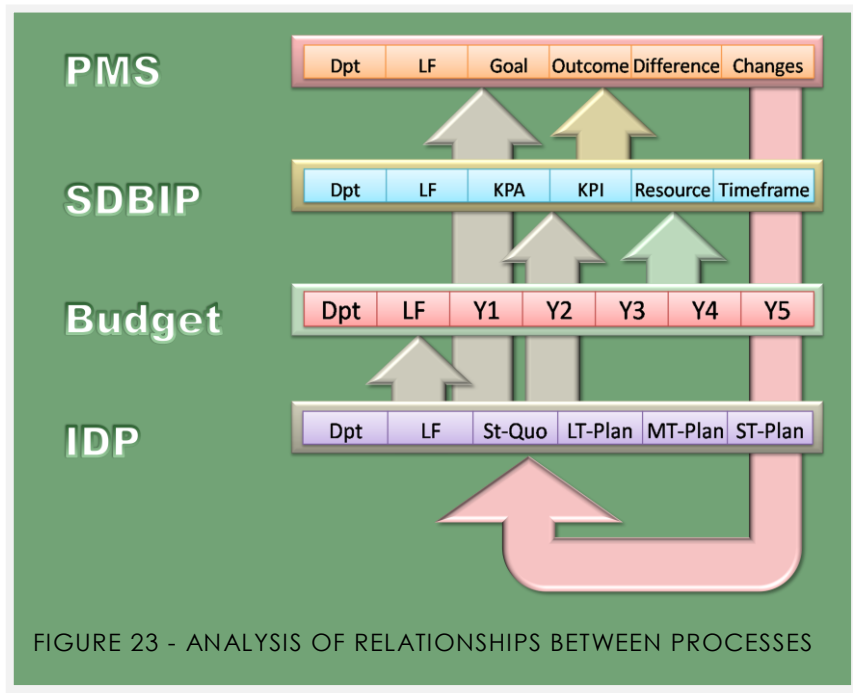 PMS
Dpt LF Goal Outcome Difference Changes
SDBIP
Dpt LF KPA KPI Resource Timeframe
Budget
Dpt LF Y1 Y2 Y3 Y4 Y5
IDP
Dpt LF St-Quo LT-Plan MT-Plan ST-Plan
FIGURE 23 - ANALYSIS OF RELATIONSHIPS BETWEEN PROCESSES